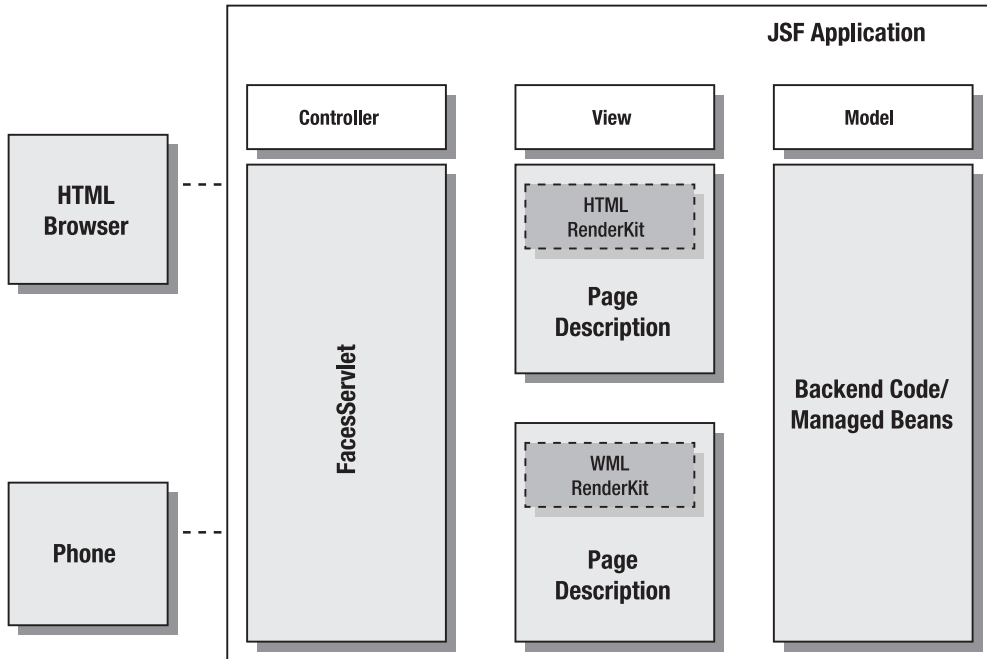 JSF Application
Controller
View
Model
HTML
Browser
Phone
FacesServlet
HTML
RenderKit
Page
Description
WML
RenderKit
Page
Description
Backend Code/
Managed Beans